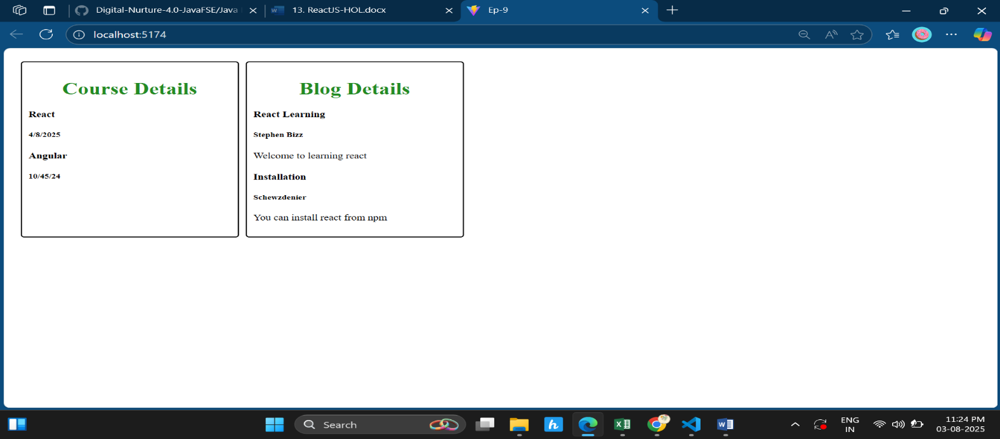 Digital-Nurture-4.0-JavaFSE/Java
13. ReactJS-HOL.docx
Ep-9
localhost:5174
Course Details
React
4/8/2025
Angular
10/45/24
Blog Details
React Learning
Stephen Bizz
Welcome to learning react
Installation
Schewzdenier
You can install react from npm
Search
ENG
IN
11:24 PM
03-08-2025